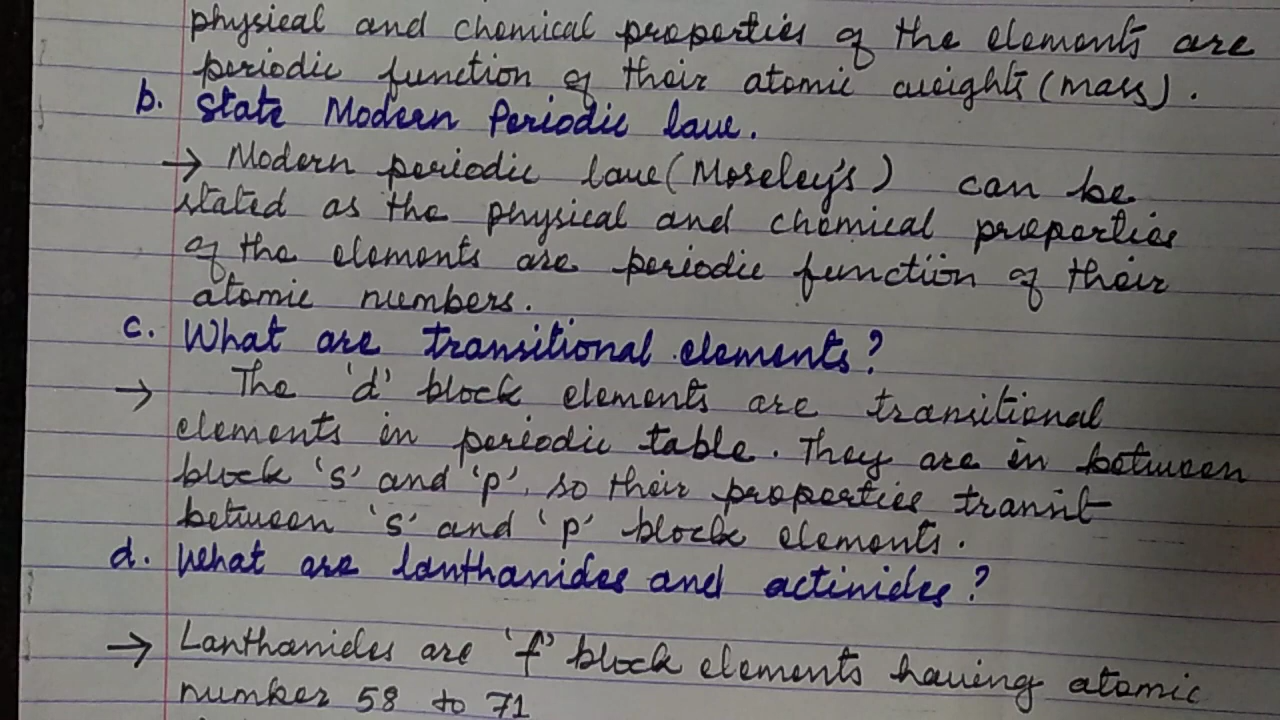 physical and chemical properties of the elements are
periodic function of their atomic weights (mass).
b. State Modern Periodic law.
→ Modern periodic law (Moseley's) can be
stated as the physical and chemical properties
of the elements are periodic function of their
atomic numbers.
c. What are transitional elements?
→ The 'd' block elements are transitional
elements in periodic table. They are in between
block 's' and 'p', so their properties transit
between 's' and 'p' block elements.
d. What are lanthanides and actinides?
→ Lanthanides are 'f' block elements having atomic
number 58 to 71